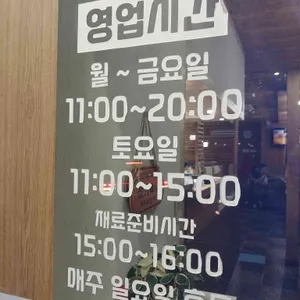 영업시간
월 ~ 금요일
11:00~20:00
토요일
11:00~15:00
재료준비시간
15:00~16:00
매주 일요일